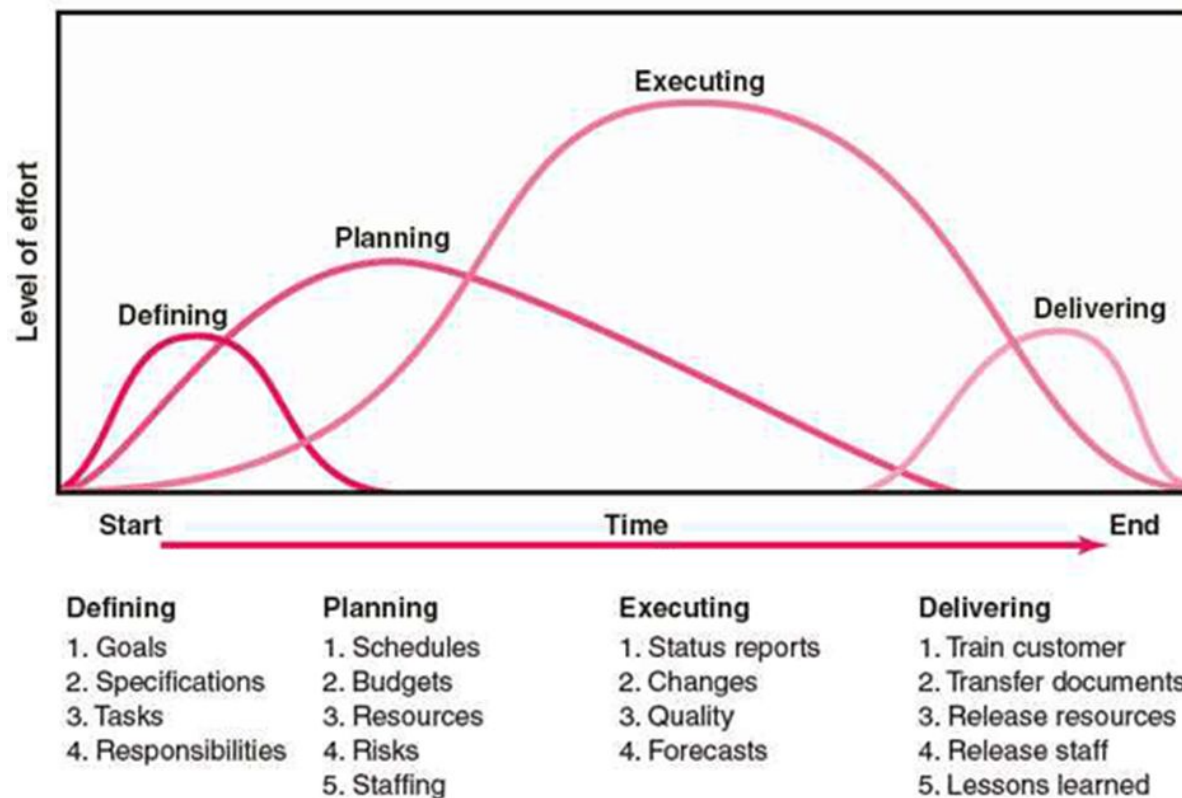 Executing
Planning
Defining
Delivering
Level of effort
Start
Time
End
Defining
1. Goals
2. Specifications
3. Tasks
4. Responsibilities
Planning
1. Schedules
2. Budgets
3. Resources
4. Risks
5. Staffing
Executing
1. Status reports
2. Changes
3. Quality
4. Forecasts
Delivering
1. Train customer
2. Transfer documents
3. Release resources
4. Release staff
5. Lessons learned